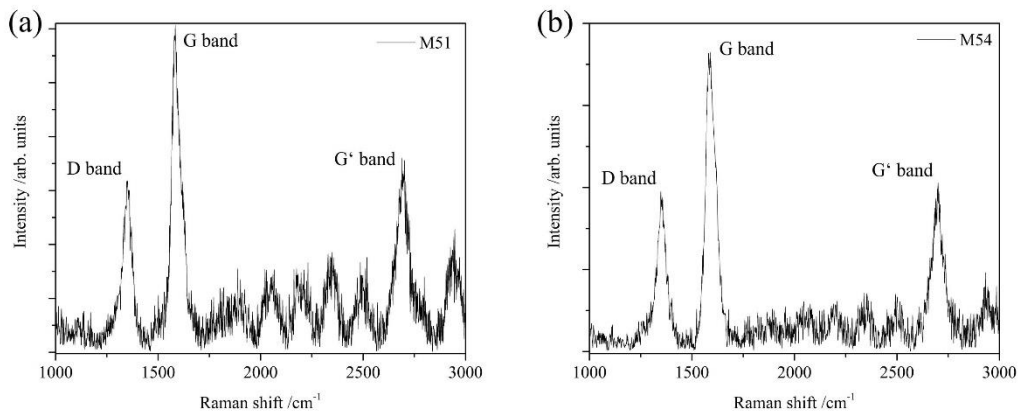 (a)
G band
M51
D band
G‘ band
Intensity /arb. units
1000 1500 2000 2500 3000
Raman shift /cm⁻¹
(b)
G band
M54
D band
G‘ band
Intensity /arb. units
1000 1500 2000 2500 3000
Raman shift /cm⁻¹